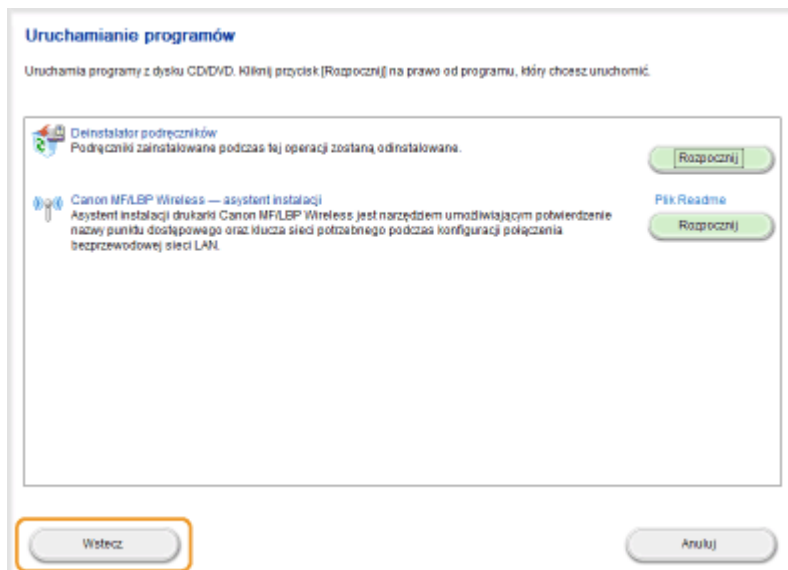 Uruchamianie programów
Uruchamia programy z dysku CD/DVD. Kliknij przycisk [Rozpocznij] na prawo od programu, który chcesz uruchomić.
Deinstalator podręczników
Podręczniki zainstalowane podczas tej operacji zostaną odinstalowane.
Rozpocznij
Canon MF/LBP Wireless — asystent instalacji
Plik Readme
Asystent instalacji drukarki Canon MF/LBP Wireless jest narzędziem umożliwiającym potwierdzenie
nazwy punktu dostępowego oraz klucza sieci potrzebnego podczas konfiguracji połączenia
bezprzewodowej sieci LAN.
Rozpocznij
Wstecz
Anuluj